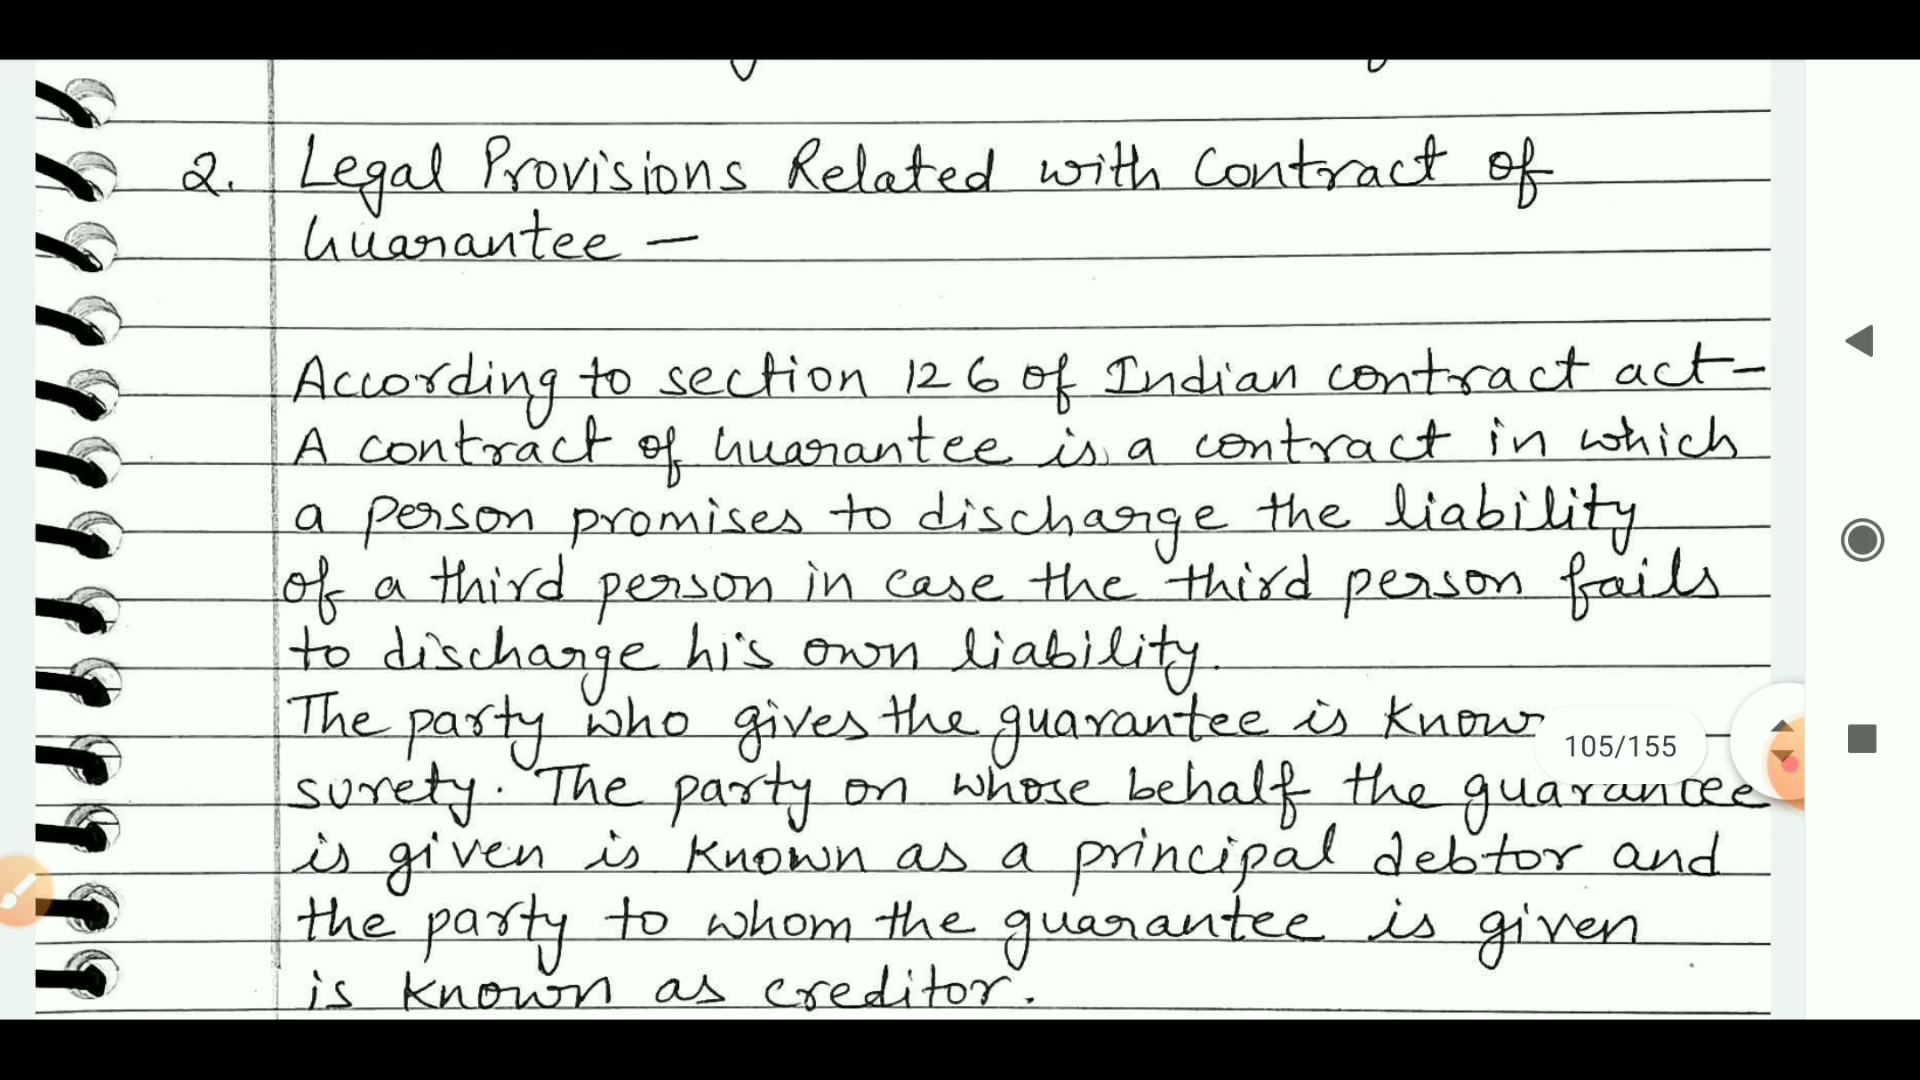 2. Legal Provisions Related with Contract of
Guarantee —
According to section 126 of Indian contract act-
A contract of Guarantee is a contract in which
a person promises to discharge the liability
of a third person in case the third person fails
to discharge his own liability.
The party who gives the guarantee is know
105/155
surety. The party on whose behalf the guarantee
is given is known as a principal debtor and
the party to whom the guarantee is given
is known as creditor.